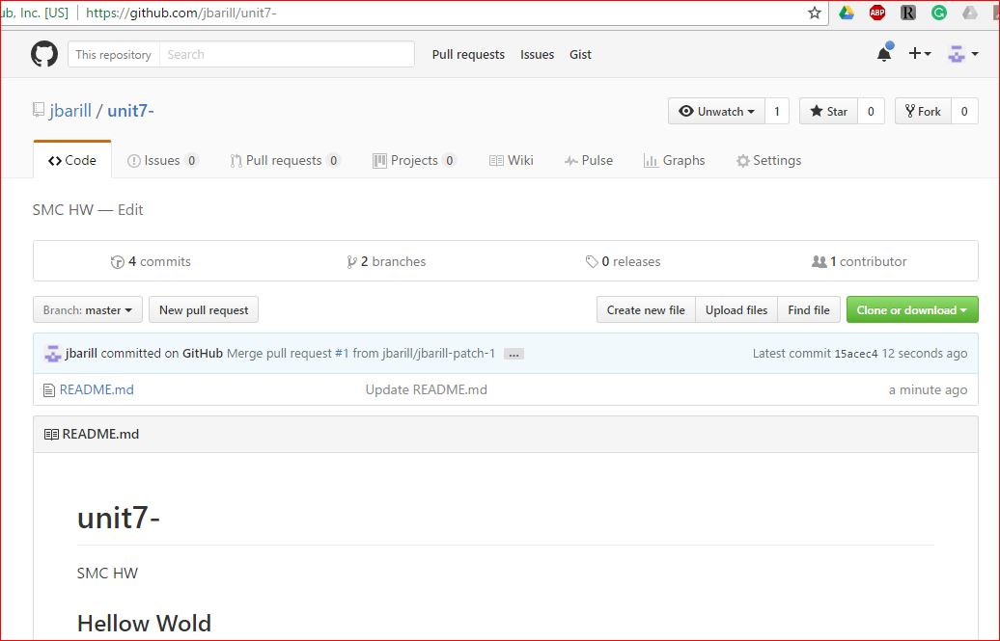 ub, Inc. [US] https://github.com/jbarill/unit7-
ABP R G
This repository Search Pull requests Issues Gist
jbarill / unit7- Unwatch 1 Star 0 Fork 0
Code Issues 0 Pull requests 0 Projects 0 Wiki Pulse Graphs Settings
SMC HW — Edit
4 commits 2 branches 0 releases 1 contributor
Branch: master New pull request Create new file Upload files Find file Clone or download
jbarill committed on GitHub Merge pull request #1 from jbarill/jbarill-patch-1 ... Latest commit 15acec4 12 seconds ago
README.md Update README.md a minute ago
README.md
unit7-
SMC HW
Hellow Wold